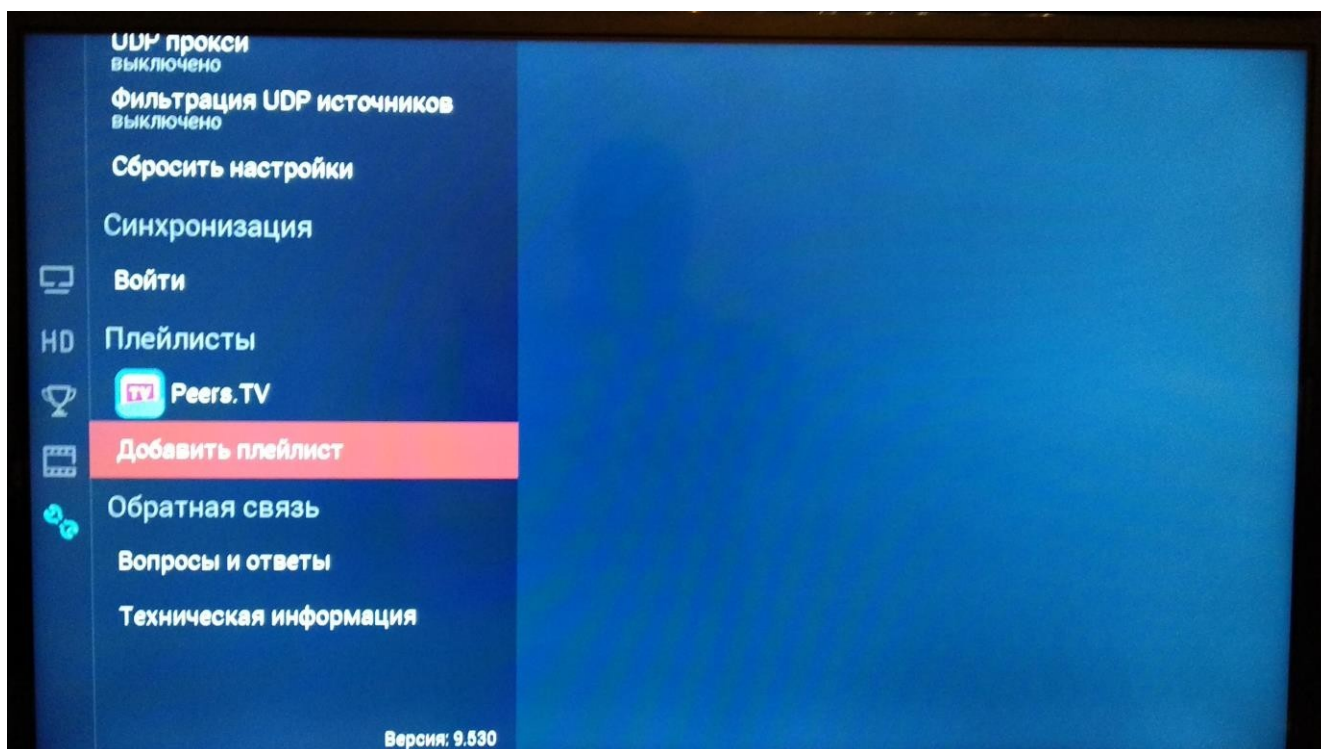 UDP прокси
выключено
Фильтрация UDP источников
выключено
Сбросить настройки
Синхронизация
Войти
HD
Плейлисты
TV
Peers.TV
Добавить плейлист
Обратная связь
Вопросы и ответы
Техническая информация
Версия: 9.530